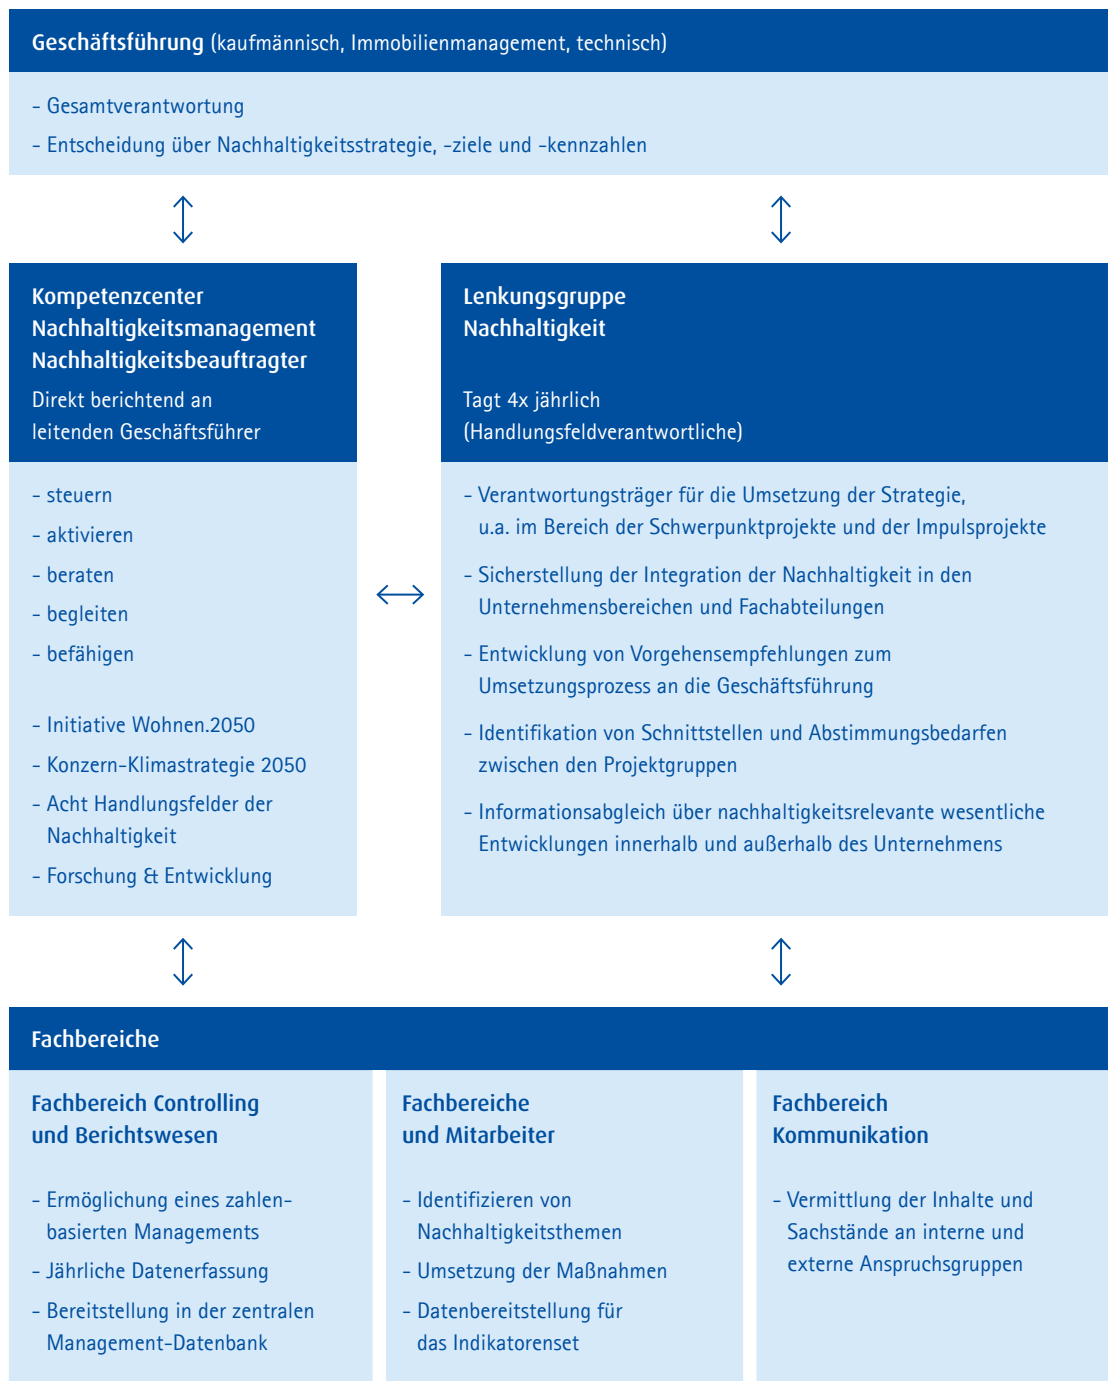 Geschäftsführung (kaufmännisch, Immobilienmanagement, technisch)
- Gesamtverantwortung
- Entscheidung über Nachhaltigkeitsstrategie, -ziele und -kennzahlen
Kompetenzcenter
Nachhaltigkeitsmanagement
Nachhaltigkeitsbeauftragter
Direkt berichtend an
leitenden Geschäftsführer
- steuern
- aktivieren
- beraten
- begleiten
- befähigen
- Initiative Wohnen.2050
- Konzern-Klimastrategie 2050
- Acht Handlungsfelder der
Nachhaltigkeit
- Forschung & Entwicklung
Lenkungsgruppe
Nachhaltigkeit
Tagt 4x jährlich
(Handlungsfeldverantwortliche)
- Verantwortungsträger für die Umsetzung der Strategie,
u.a. im Bereich der Schwerpunktprojekte und der Impulsprojekte
- Sicherstellung der Integration der Nachhaltigkeit in den
Unternehmensbereichen und Fachabteilungen
- Entwicklung von Vorgehensempfehlungen zum
Umsetzungsprozess an die Geschäftsführung
- Identifikation von Schnittstellen und Abstimmungsbedarfen
zwischen den Projektgruppen
- Informationsabgleich über nachhaltigkeitsrelevante wesentliche
Entwicklungen innerhalb und außerhalb des Unternehmens
Fachbereiche
Fachbereich Controlling
und Berichtswesen
- Ermöglichung eines zahlen-
basierten Managements
- Jährliche Datenerfassung
- Bereitstellung in der zentralen
Management-Datenbank
Fachbereiche
und Mitarbeiter
- Identifizieren von
Nachhaltigkeitsthemen
- Umsetzung der Maßnahmen
- Datenbereitstellung für
das Indikatorenset
Fachbereich
Kommunikation
- Vermittlung der Inhalte und
Sachstände an interne und
externe Anspruchsgruppen